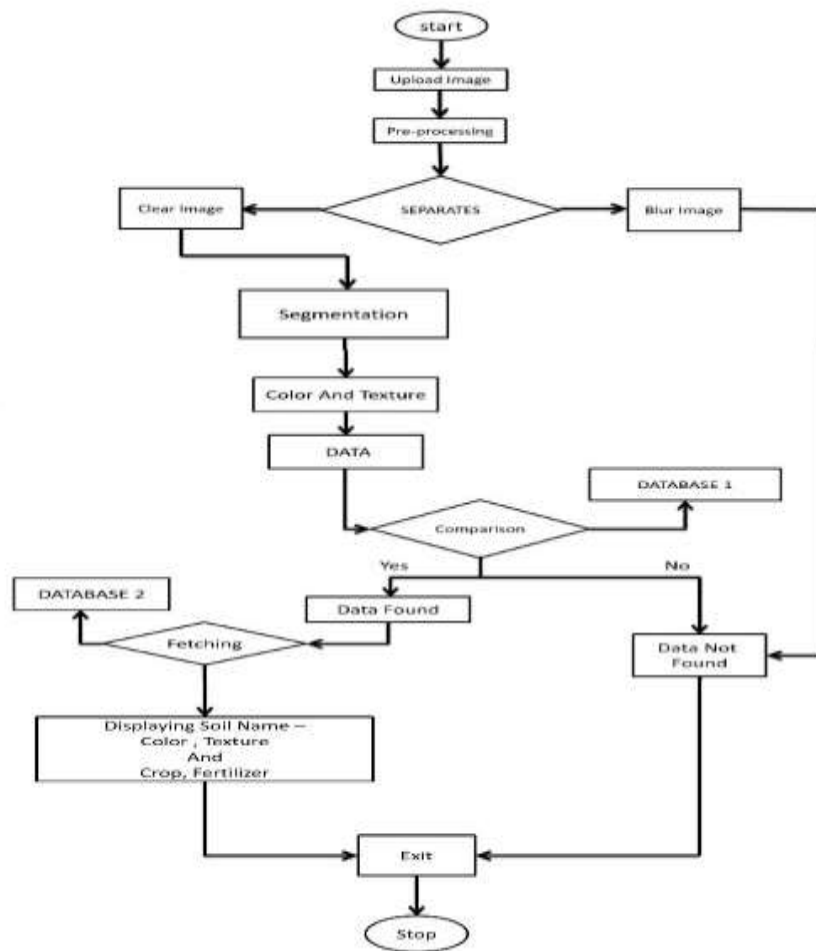 start
Upload Image
Pre-processing
Clear Image
SEPARATES
Blur Image
Segmentation
Color And Texture
DATA
DATABASE 1
Comparison
Yes
No
DATABASE 2
Data Found
Fetching
Data Not
Found
Displaying Soil Name –
Color , Texture
And
Crop, Fertilizer
Exit
Stop